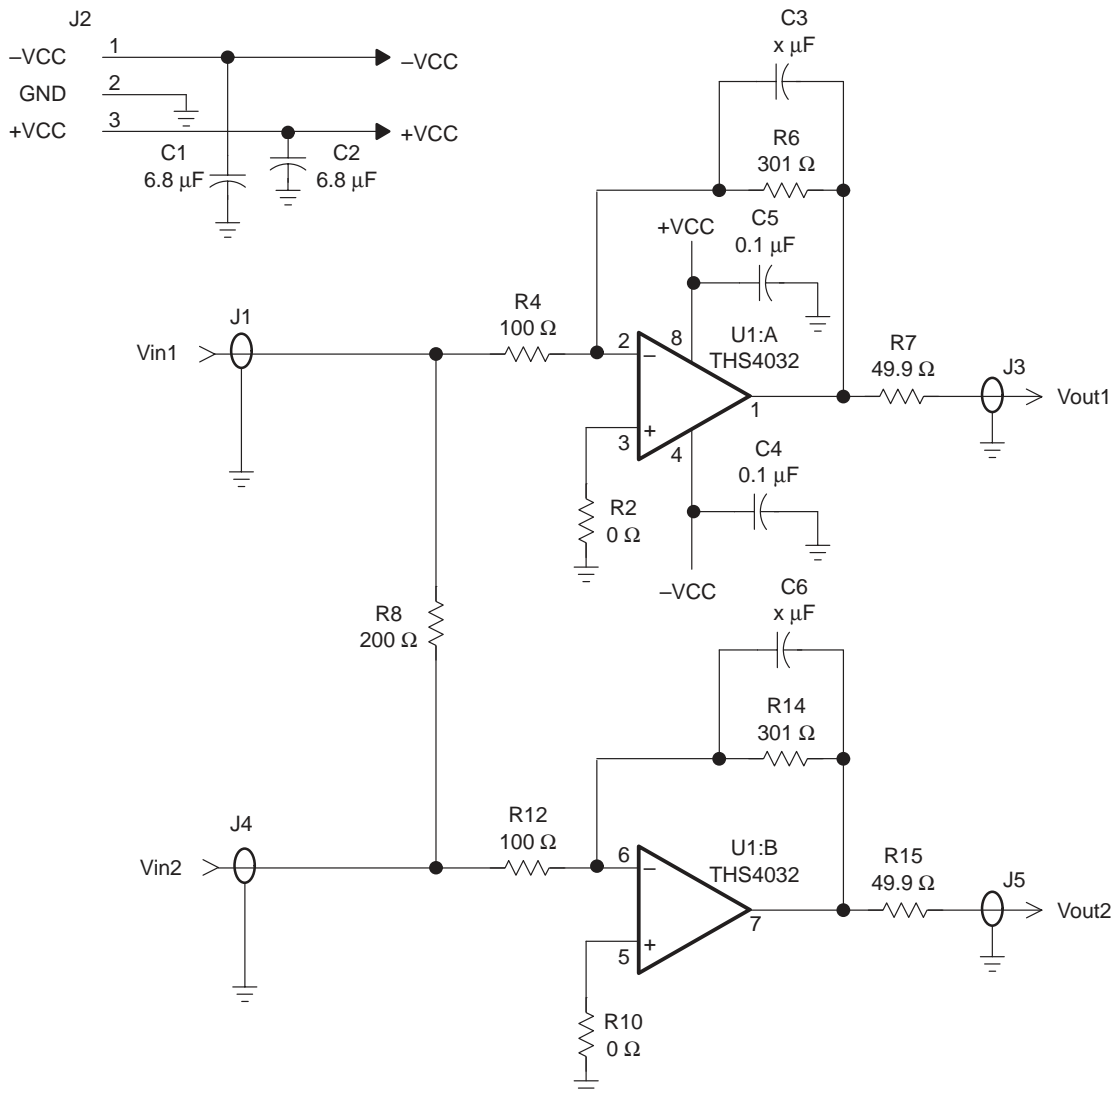 J2
–VCC
1
–VCC
GND
2
+VCC
3
+VCC
C1
6.8 µF
C2
6.8 µF
C3
x µF
R6
301 Ω
C5
0.1 µF
+VCC
J1
Vin1
R4
100 Ω
2
–
8
U1:A
THS4032
R7
49.9 Ω
J3
Vout1
1
3
+
4
C4
0.1 µF
R2
0 Ω
–VCC
R8
200 Ω
C6
x µF
R14
301 Ω
J4
Vin2
R12
100 Ω
6
–
U1:B
THS4032
R15
49.9 Ω
J5
Vout2
7
5
+
R10
0 Ω